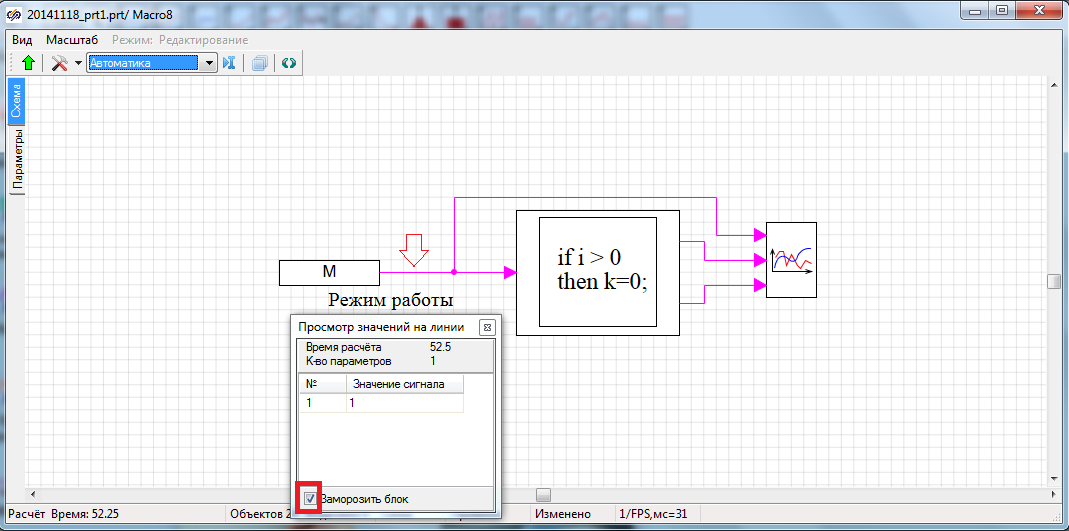 20141118_prt1.prt/ Macro8
Вид Масштаб Режим: Редактирование
Автоматика
Схема
Параметры
M
Режим работы
if i > 0
then k=0;
Просмотр значений на линии
Время расчёта 52.5
К-во параметров 1
№ Значение сигнала
1 1
Заморозить блок
Расчёт Время: 52.25 Объектов 2 Изменено 1/FPS,мс=31